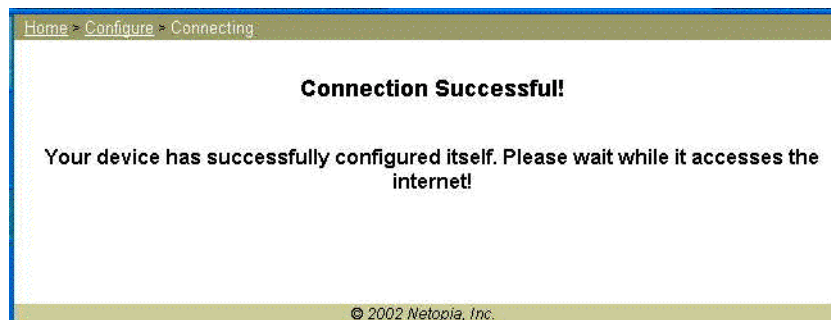 Home > Configure > Connecting
Connection Successful!
Your device has successfully configured itself. Please wait while it accesses the
internet!
© 2002 Netopia, Inc.